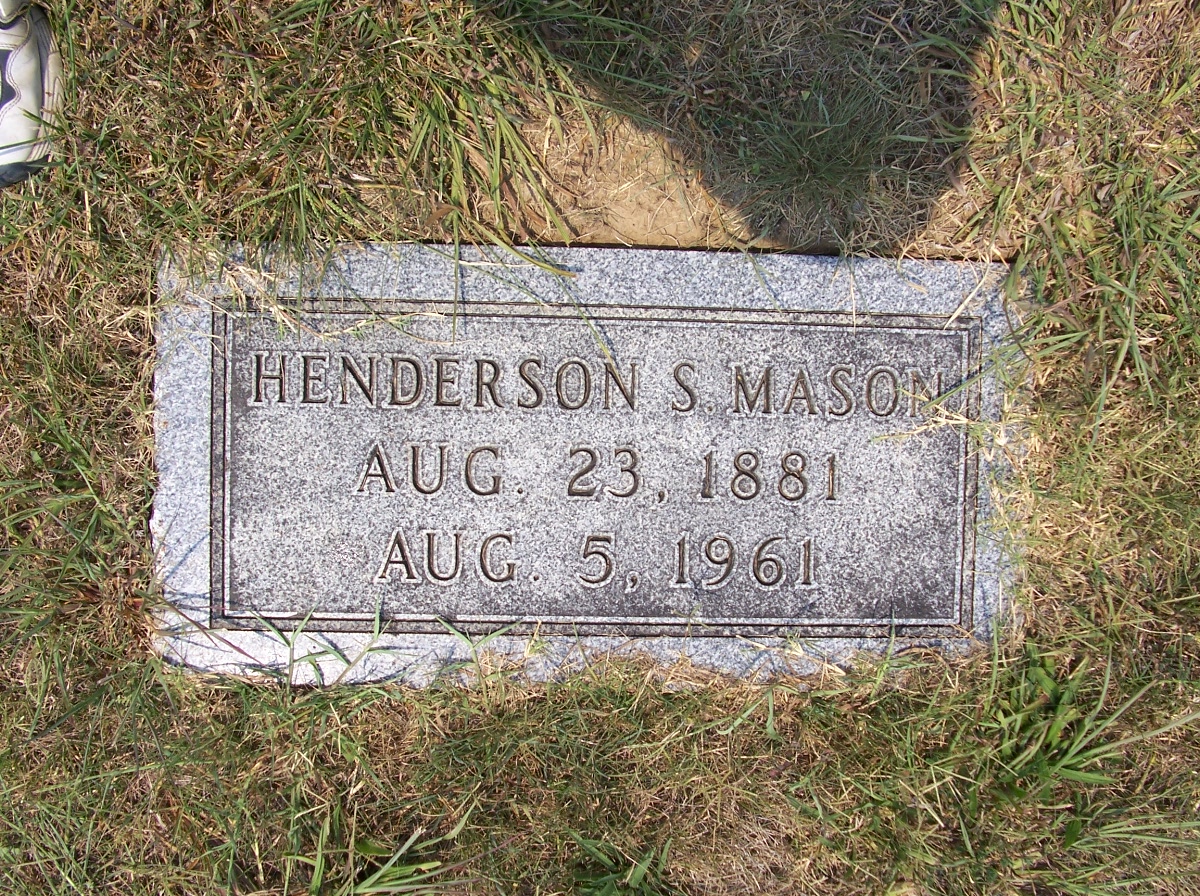 HENDERSON S. MASON
AUG. 23, 1881
AUG. 5, 1961